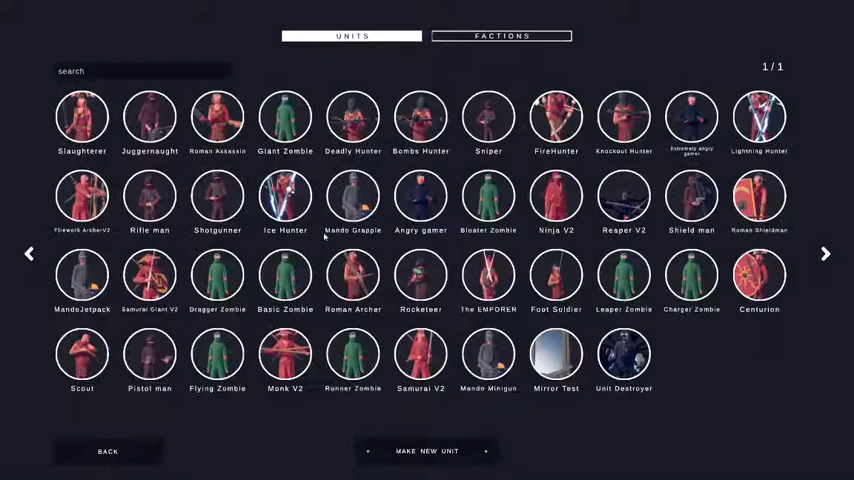 UNITS
FACTIONS
search
1 / 1
Slaughterer
Juggernaught
Roman Assassin
Giant Zombie
Deadly Hunter
Bombs Hunter
Sniper
FireHunter
Knockout Hunter
Extremely angry
gamer
Lightning Hunter
Firework ArcherV2
Rifle man
Shotgunner
Ice Hunter
Mando Grapple
Angry gamer
Bloater Zombie
Ninja V2
Reaper V2
Shield man
Roman Shieldman
MandoJetpack
Samurai Giant V2
Dragger Zombie
Basic Zombie
Roman Archer
Rocketeer
The EMPORER
Foot Soldier
Leaper Zombie
Charger Zombie
Centurion
Scout
Pistol man
Flying Zombie
Monk V2
Runner Zombie
Samurai V2
Mando Minigun
Mirror Test
Unit Destroyer
BACK
+ MAKE NEW UNIT +